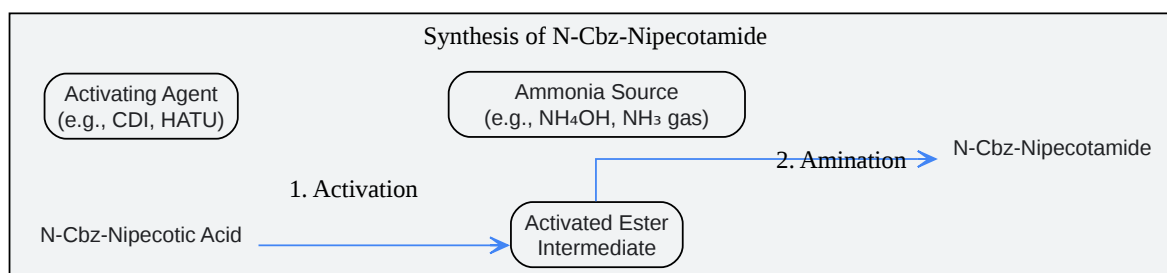 Synthesis of N-Cbz-Nipecotamide
Activating Agent
(e.g., CDI, HATU)
Ammonia Source
(e.g., NH₄OH, NH₃ gas)
2. Amination
N-Cbz-Nipecotamide
1. Activation
N-Cbz-Nipecotic Acid
Activated Ester
Intermediate